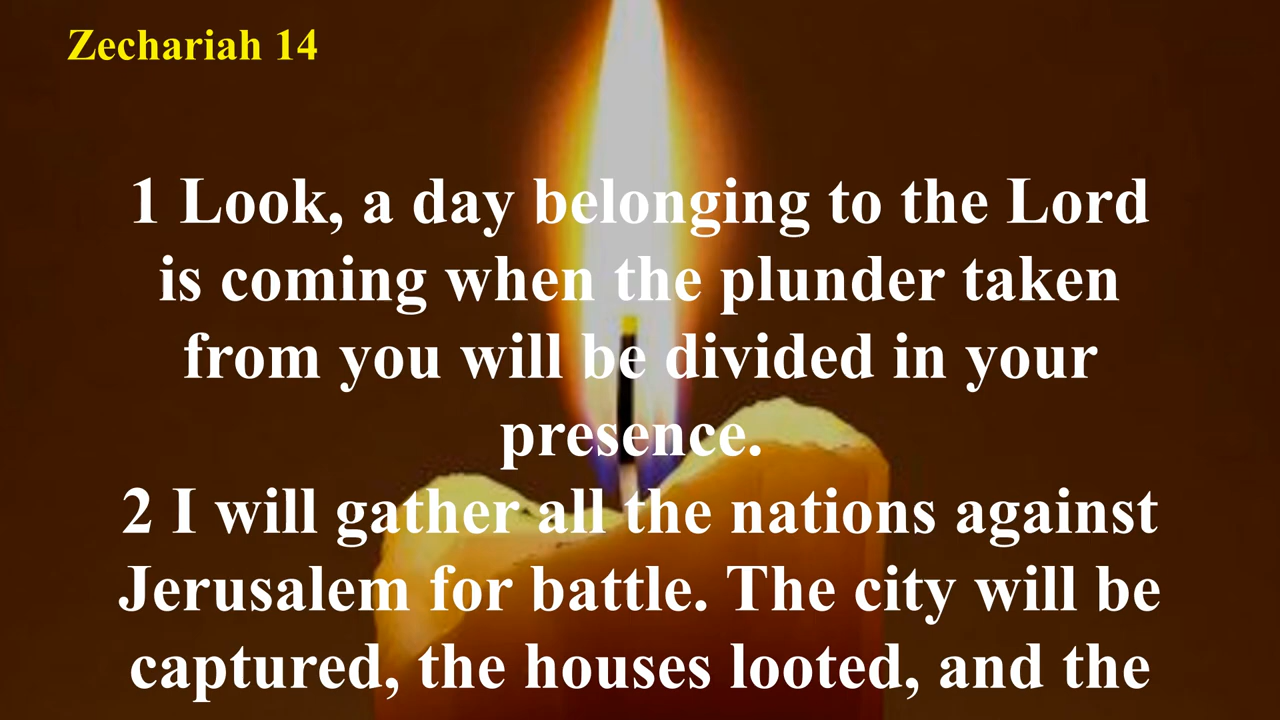 Zechariah 14
1 Look, a day belonging to the Lord
is coming when the plunder taken
from you will be divided in your
presence.
2 I will gather all the nations against
Jerusalem for battle. The city will be
captured, the houses looted, and the